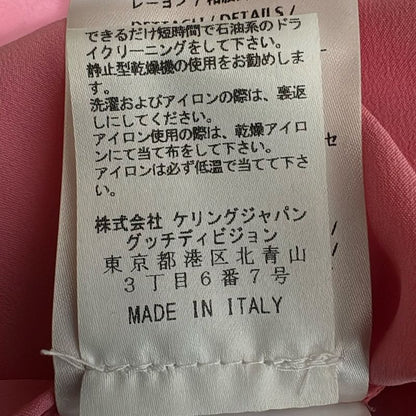 DETTAGLI / DETAILS /
できるだけ短時間で石油系のドラ
イクリーニングをして下さい。
静止型乾燥機の使用をお勧めしま
す。
洗濯およびアイロンの際は、裏返
しにしてください。
アイロン使用の際は、乾燥アイロ
ンにて当て布をして下さい。
アイロンは必ず低温で当てて下さ
い。
株式会社 ケリングジャパン
グッチディビジョン
東京都港区北青山
3丁目6番7号
MADE IN ITALY